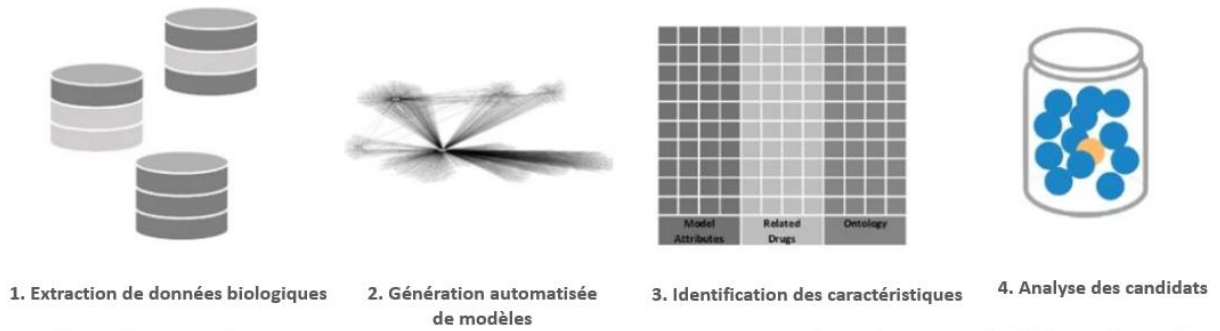 Model
Attributes
Related
Drugs
Ontology
1. Extraction de données biologiques
2. Génération automatisée
de modèles
3. Identification des caractéristiques
4. Analyse des candidats